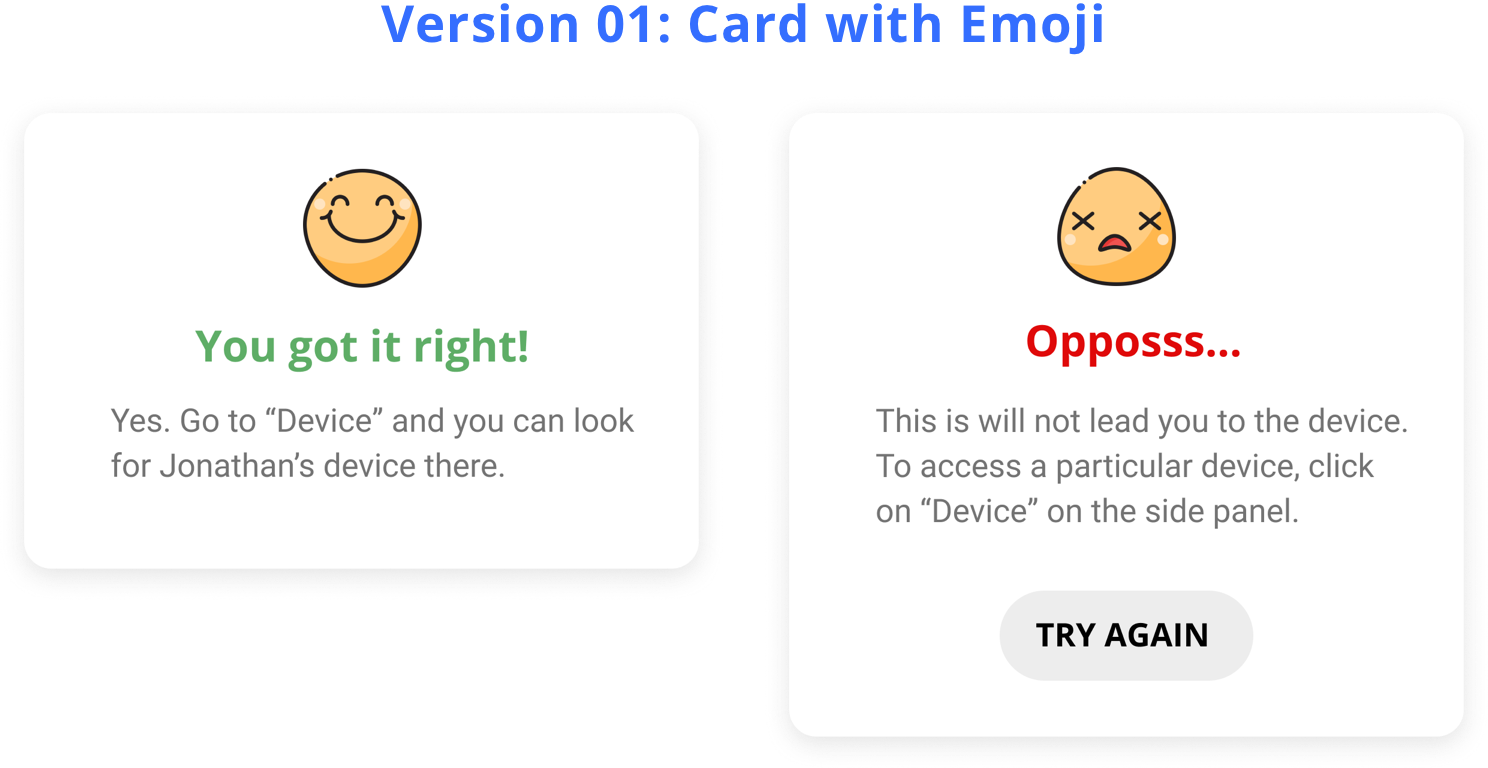 Version 01: Card with Emoji
You got it right!
Yes. Go to “Device” and you can look
for Jonathan’s device there.
Opposss...
This is will not lead you to the device.
To access a particular device, click
on “Device” on the side panel.
TRY AGAIN